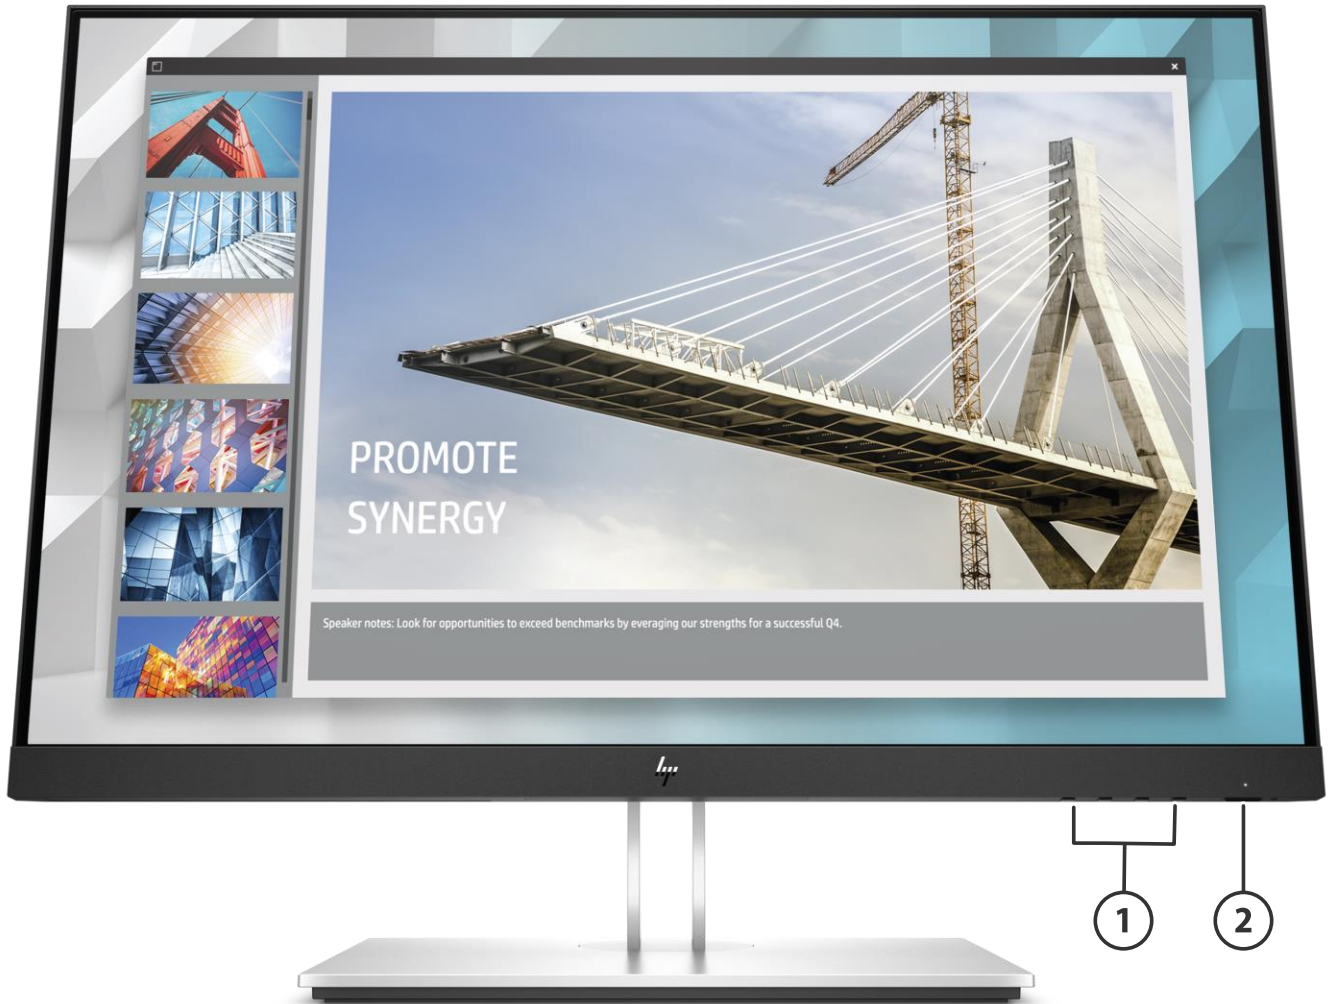 PROMOTE
SYNERGY
Speaker notes: Look for opportunities to exceed benchmarks by everaging our strengths for a successful Q4.
hp
1
2